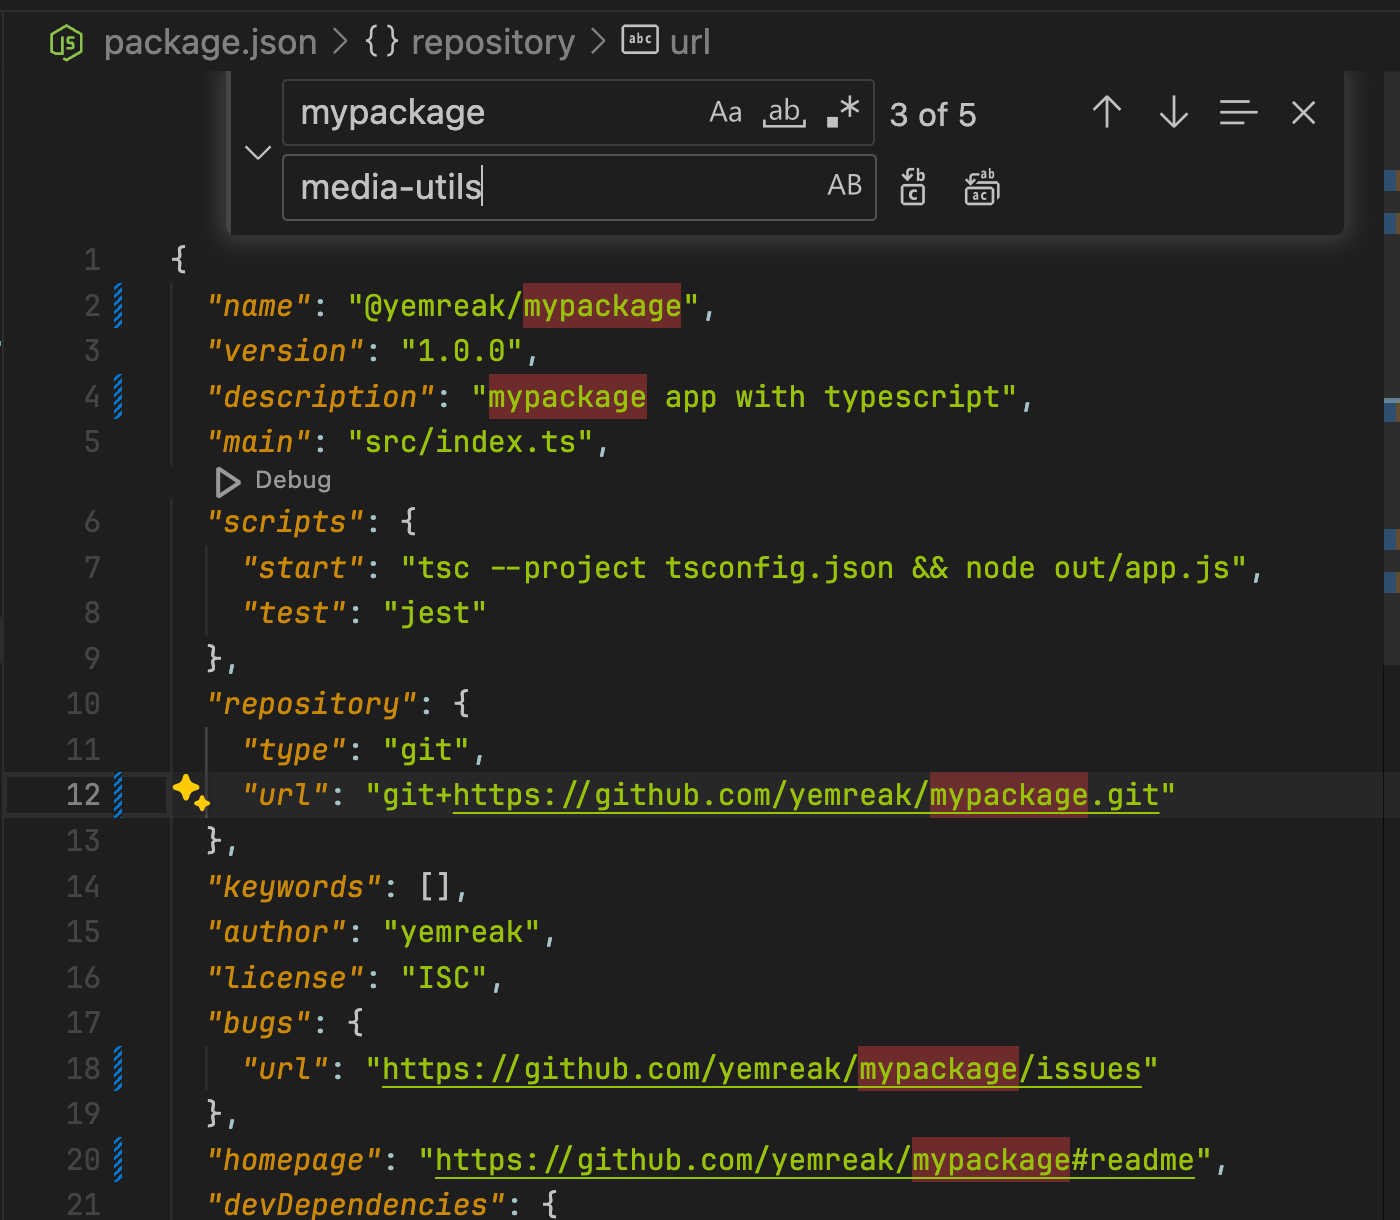 package.json > {} repository > abc url
mypackage Aa ab .* 3 of 5
media-utils AB
1 {
2 "name": "@yemreak/mypackage",
3 "version": "1.0.0",
4 "description": "mypackage app with typescript",
5 "main": "src/index.ts",
Debug
6 "scripts": {
7 "start": "tsc --project tsconfig.json && node out/app.js",
8 "test": "jest"
9 },
10 "repository": {
11 "type": "git",
12 "url": "git+https://github.com/yemreak/mypackage.git"
13 },
14 "keywords": [],
15 "author": "yemreak",
16 "license": "ISC",
17 "bugs": {
18 "url": "https://github.com/yemreak/mypackage/issues"
19 },
20 "homepage": "https://github.com/yemreak/mypackage#readme",
21 "devDependencies": {